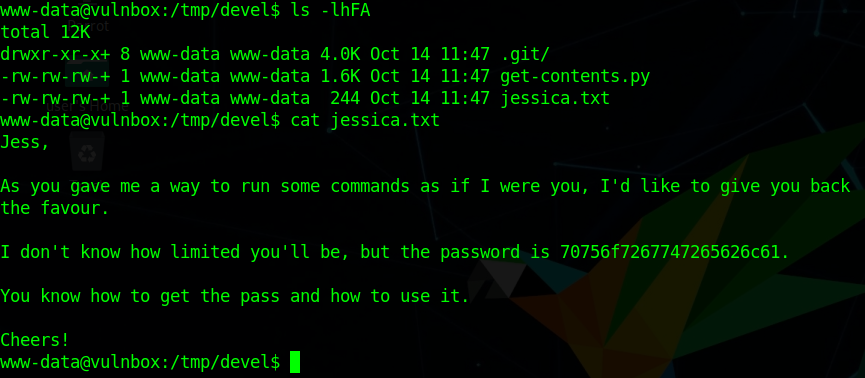 www-data@vulnbox:/tmp/devel$ ls -lhFA
total 12K
drwxr-xr-x+ 8 www-data www-data 4.0K Oct 14 11:47 .git/
-rw-rw-rw-+ 1 www-data www-data 1.6K Oct 14 11:47 get-contents.py
-rw-rw-rw-+ 1 www-data www-data  244 Oct 14 11:47 jessica.txt
www-data@vulnbox:/tmp/devel$ cat jessica.txt
Jess,

As you gave me a way to run some commands as if I were you, I'd like to give you back
the favour.

I don't know how limited you'll be, but the password is 70756f7267747265626c61.

You know how to get the pass and how to use it.

Cheers!
www-data@vulnbox:/tmp/devel$